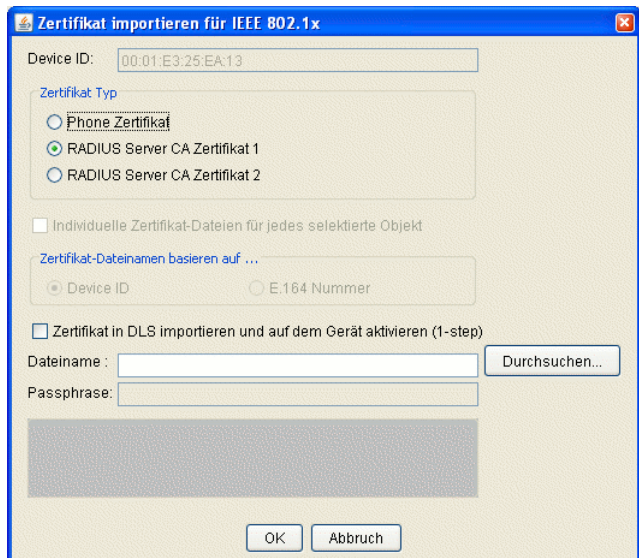 Zertifikat importieren für IEEE 802.1x
Device ID: 00:01:E3:25:EA:13
Zertifikat Typ
Phone Zertifikat
RADIUS Server CA Zertifikat 1
RADIUS Server CA Zertifikat 2
Individuelle Zertifikat-Dateien für jedes selektierte Objekt
Zertifikat-Dateinamen basieren auf ...
Device ID E.164 Nummer
Zertifikat in DLS importieren und auf dem Gerät aktivieren (1-step)
Dateiname : Durchsuchen...
Passphrase:
OK Abbruch